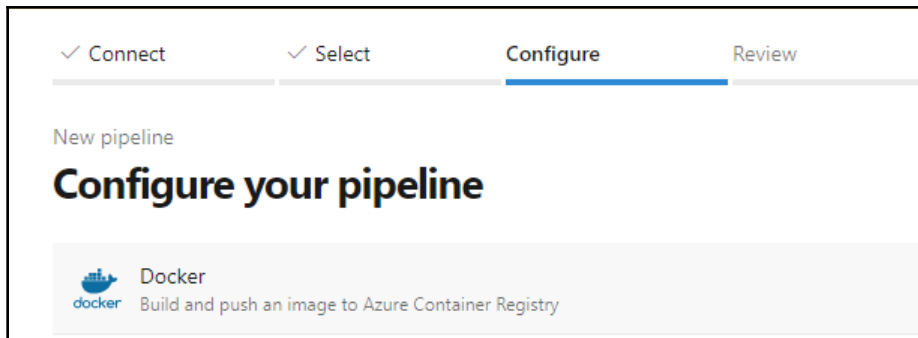 Connect Select Configure Review
New pipeline
Configure your pipeline
Docker
docker
Build and push an image to Azure Container Registry